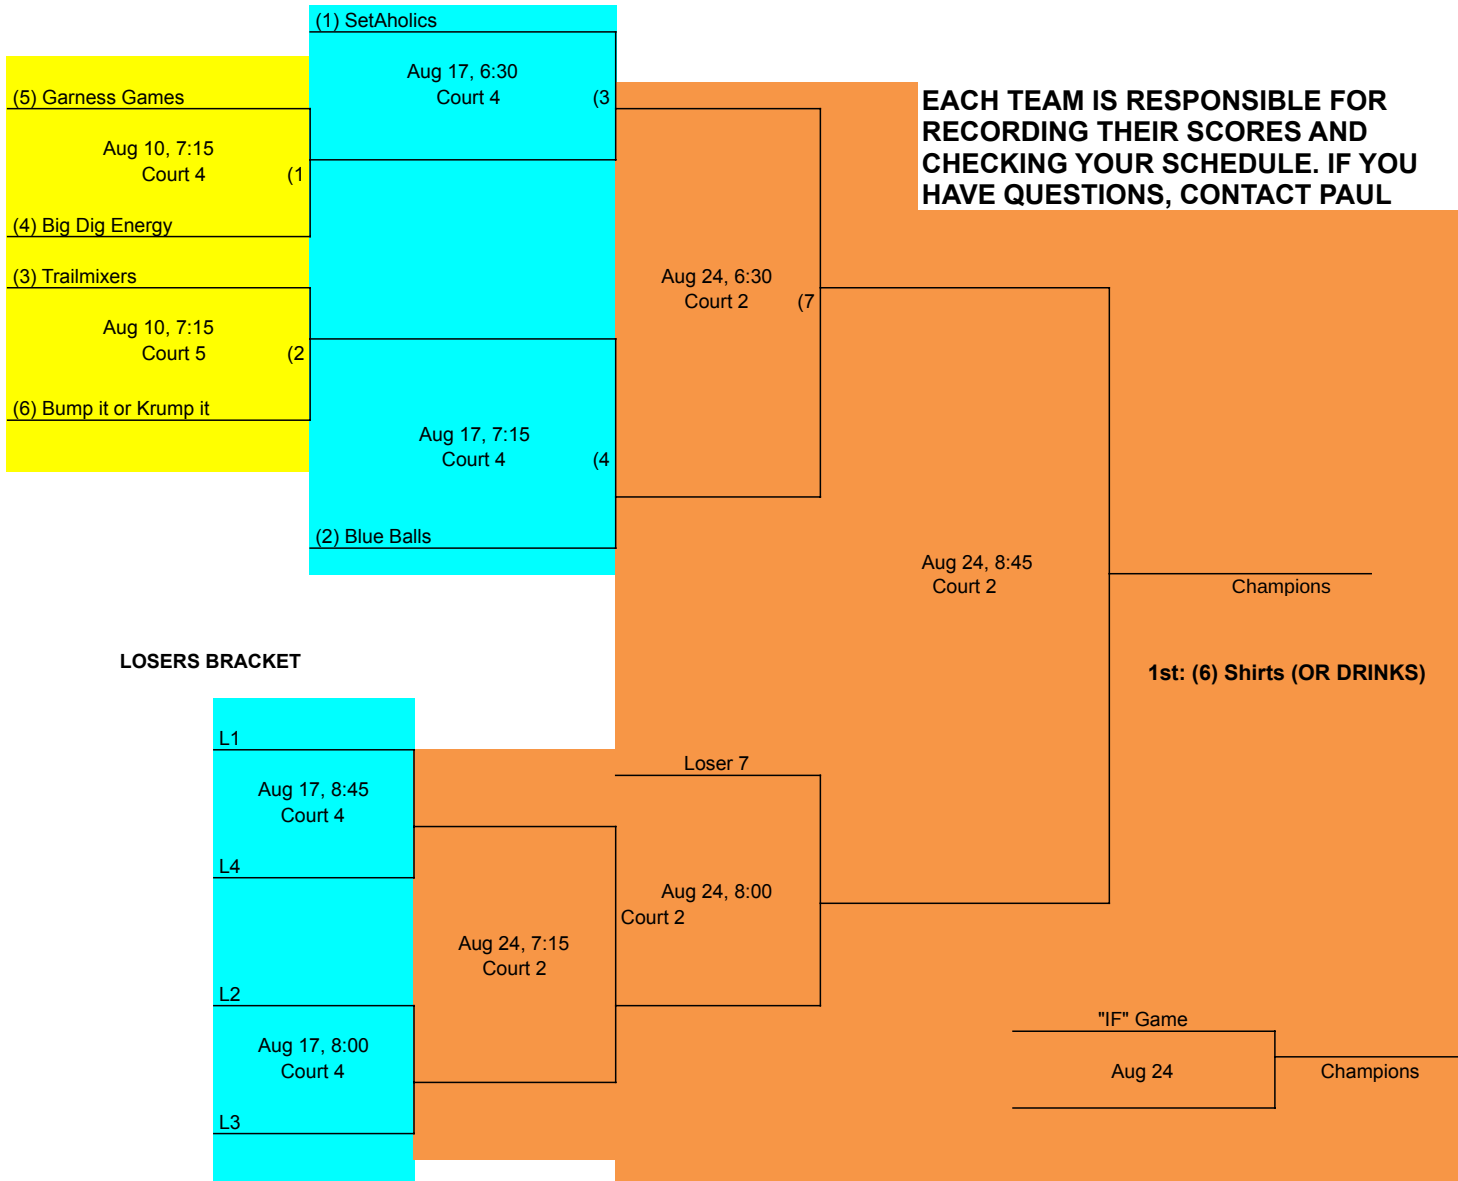 (1) SetAholics
Aug 17, 6:30
Court 4 (3
(5) Garness Games
Aug 10, 7:15
Court 4 (1
(4) Big Dig Energy
(3) Trailmixers
Aug 10, 7:15
Court 5 (2
(6) Bump it or Krump it
Aug 17, 7:15
Court 4 (4
(2) Blue Balls
EACH TEAM IS RESPONSIBLE FOR
RECORDING THEIR SCORES AND
CHECKING YOUR SCHEDULE. IF YOU
HAVE QUESTIONS, CONTACT PAUL
Aug 24, 6:30
Court 2 (7
Aug 24, 8:45
Court 2
Champions
1st: (6) Shirts (OR DRINKS)
LOSERS BRACKET
L1
Aug 17, 8:45
Court 4
L4
L2
Aug 17, 8:00
Court 4
L3
Aug 24, 7:15
Court 2
Loser 7
Aug 24, 8:00
Court 2
"IF" Game
Aug 24
Champions